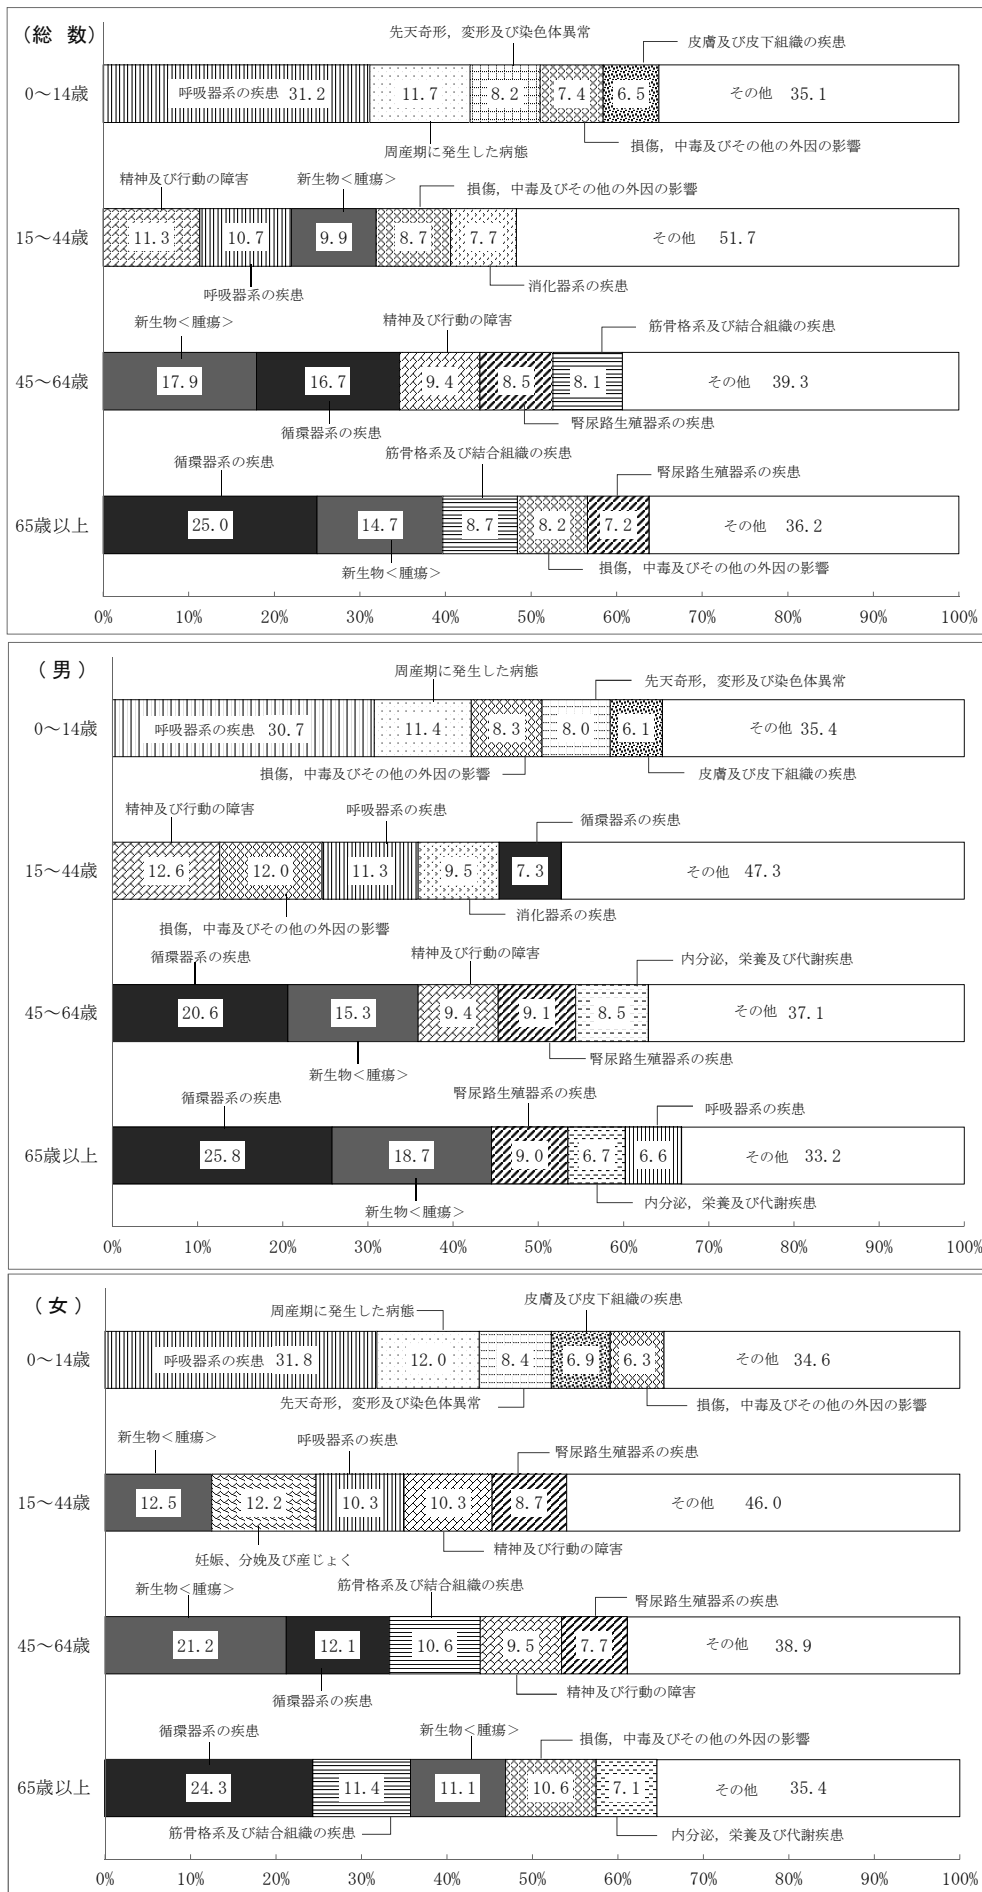 （総　数）
先天奇形，変形及び染色体異常
皮膚及び皮下組織の疾患
0～14歳
呼吸器系の疾患 31.2
11.7
8.2
7.4
6.5
その他 35.1
周産期に発生した病態
損傷，中毒及びその他の外因の影響
精神及び行動の障害
新生物＜腫瘍＞
損傷，中毒及びその他の外因の影響
15～44歳
11.3
10.7
9.9
8.7
7.7
その他 51.7
呼吸器系の疾患
消化器系の疾患
新生物＜腫瘍＞
精神及び行動の障害
筋骨格系及び結合組織の疾患
45～64歳
17.9
16.7
9.4
8.5
8.1
その他 39.3
循環器系の疾患
腎尿路生殖器系の疾患
循環器系の疾患
筋骨格系及び結合組織の疾患
腎尿路生殖器系の疾患
65歳以上
25.0
14.7
8.7
8.2
7.2
その他 36.2
新生物＜腫瘍＞
損傷，中毒及びその他の外因の影響
0% 10% 20% 30% 40% 50% 60% 70% 80% 90% 100%
（男）
周産期に発生した病態
先天奇形，変形及び染色体異常
0～14歳
呼吸器系の疾患 30.7
11.4
8.3
8.0
6.1
その他 35.4
損傷，中毒及びその他の外因の影響
皮膚及び皮下組織の疾患
精神及び行動の障害
呼吸器系の疾患
循環器系の疾患
15～44歳
12.6
12.0
11.3
9.5
7.3
その他 47.3
損傷，中毒及びその他の外因の影響
消化器系の疾患
循環器系の疾患
精神及び行動の障害
内分泌，栄養及び代謝疾患
45～64歳
20.6
15.3
9.4
9.1
8.5
その他 37.1
新生物＜腫瘍＞
腎尿路生殖器系の疾患
循環器系の疾患
腎尿路生殖器系の疾患
呼吸器系の疾患
65歳以上
25.8
18.7
9.0
6.7
6.6
その他 33.2
新生物＜腫瘍＞
内分泌，栄養及び代謝疾患
0% 10% 20% 30% 40% 50% 60% 70% 80% 90% 100%
（女）
周産期に発生した病態
皮膚及び皮下組織の疾患
0～14歳
呼吸器系の疾患 31.8
12.0
8.4
6.9
6.3
その他 34.6
先天奇形，変形及び染色体異常
損傷，中毒及びその他の外因の影響
新生物＜腫瘍＞
呼吸器系の疾患
腎尿路生殖器系の疾患
15～44歳
12.5
12.2
10.3
10.3
8.7
その他 46.0
妊娠、分娩及び産じょく
精神及び行動の障害
新生物＜腫瘍＞
筋骨格系及び結合組織の疾患
腎尿路生殖器系の疾患
45～64歳
21.2
12.1
10.6
9.5
7.7
その他 38.9
循環器系の疾患
精神及び行動の障害
循環器系の疾患
新生物＜腫瘍＞
損傷，中毒及びその他の外因の影響
65歳以上
24.3
11.4
11.1
10.6
7.1
その他 35.4
筋骨格系及び結合組織の疾患
内分泌，栄養及び代謝疾患
0% 10% 20% 30% 40% 50% 60% 70% 80% 90% 100%